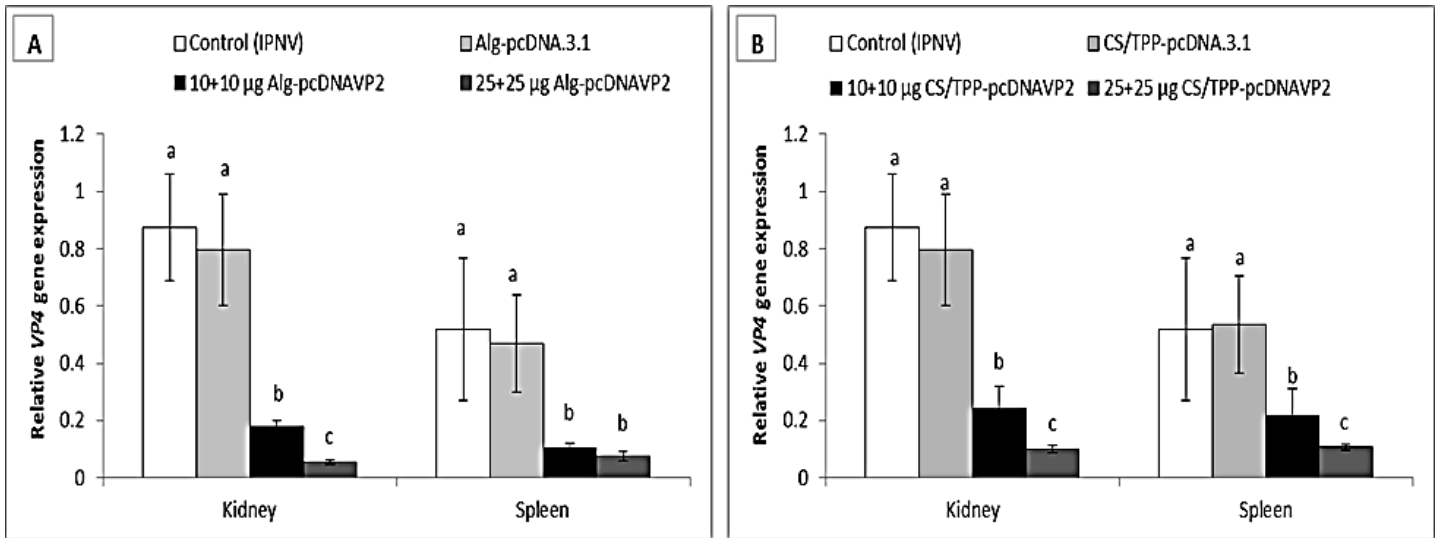 A
Control (IPNV) Alg-pcDNA.3.1
10+10 µg Alg-pcDNAVP2 25+25 µg Alg-pcDNAVP2
Relative VP4 gene expression
1.2
1
0.8
0.6
0.4
0.2
0
a a b c a a b b
Kidney Spleen
B
Control (IPNV) CS/TPP-pcDNA.3.1
10+10 µg CS/TPP-pcDNAVP2 25+25 µg CS/TPP-pcDNAVP2
Relative VP4 gene expression
1.2
1
0.8
0.6
0.4
0.2
0
a a b c a a b c
Kidney Spleen